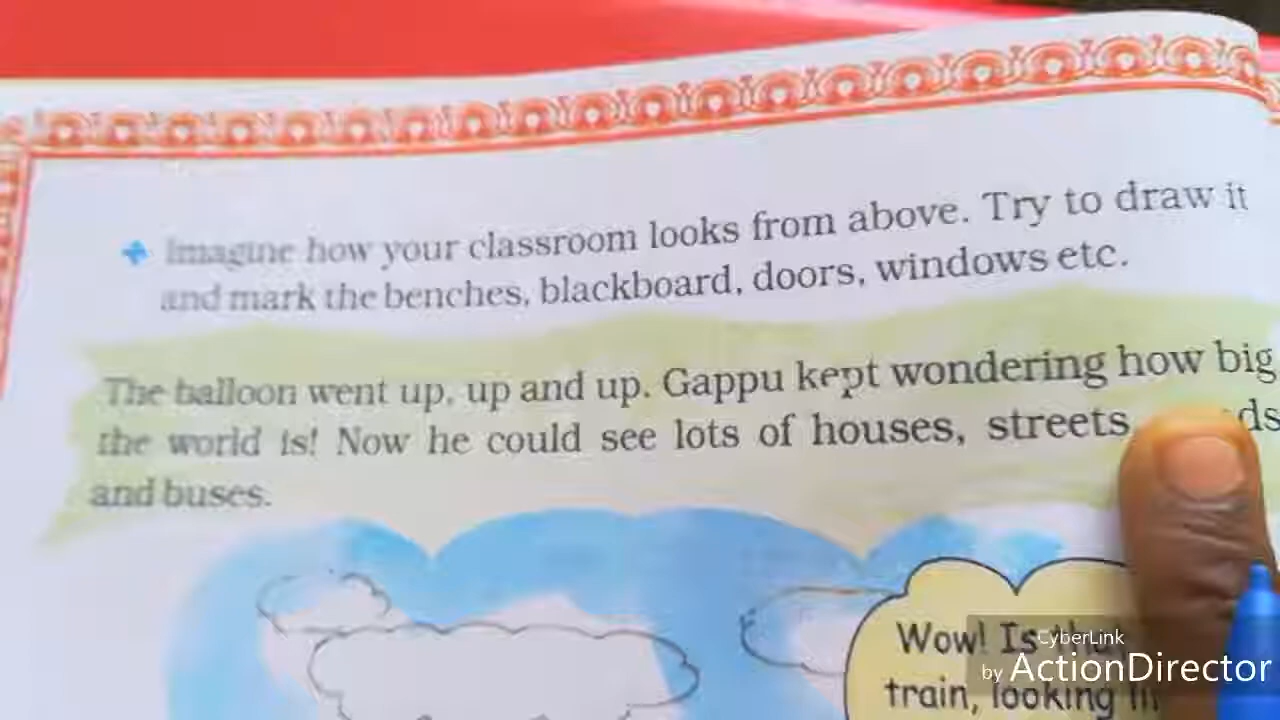 Imagine how your classroom looks from above. Try to draw it
and mark the benches, blackboard, doors, windows etc.
The balloon went up, up and up. Gappu kept wondering how big
the world is! Now he could see lots of houses, streets
and buses.
Wow! Is
train, looking
CyberLink
by ActionDirector